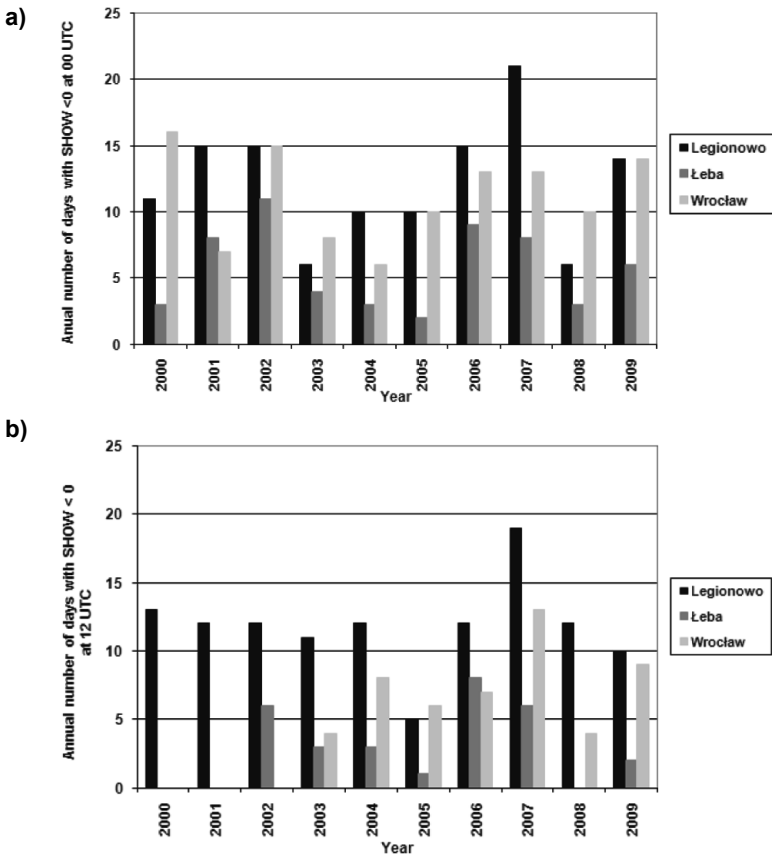 a)
Anual number of days with SHOW <0 at 00 UTC
25
20
15
10
5
0
2000
2001
2002
2003
2004
2005
2006
2007
2008
2009
Year
Legionowo
Łeba
Wrocław
b)
Annual number of days with SHOW < 0
at 12 UTC
25
20
15
10
5
0
2000
2001
2002
2003
2004
2005
2006
2007
2008
2009
Year
Legionowo
Łeba
Wrocław